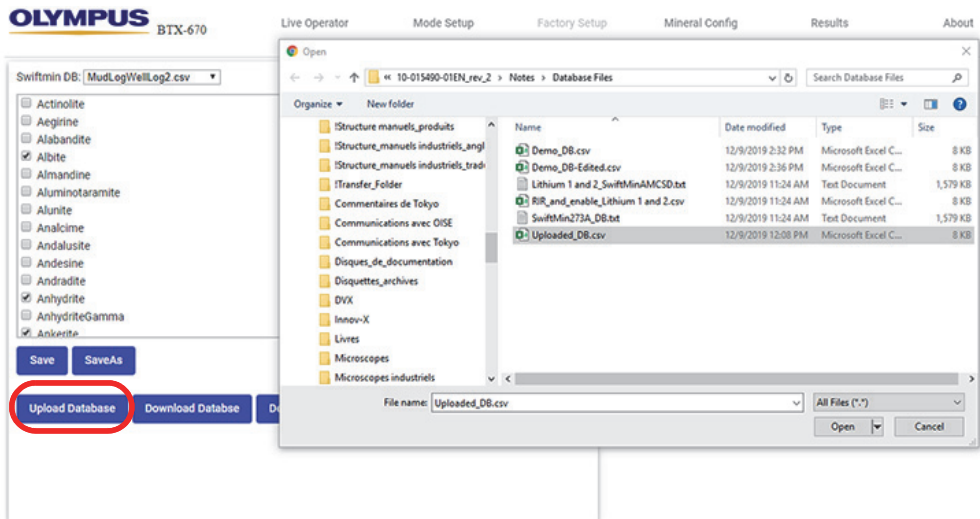 OLYMPUS BTX-670
Live Operator Mode Setup Factory Setup Mineral Config Results About
Swiftmin DB: MudLogWellLog2.csv
Actinolite
Aegirine
Alabandite
Albite
Almandine
Aluminotaramite
Alunite
Analcime
Andalusite
Andesine
Andradite
Anhydrite
AnhydriteGamma
Ankerite
Save SaveAs
Upload Database Download Databse De
Open
« 10-015490-01EN_rev_2 > Notes > Database Files
Search Database Files
Organize New folder
!Structure manuels_produits
!Structure_manuels industriels_angl
!Structure_manuels industriels_tradu
!Transfer_Folder
Commentaires de Tokyo
Communications avec OISE
Communications avec Tokyo
Disques_de_documentation
Disquettes_archives
DVX
Innov-X
Livres
Microscopes
Microscopes industriels
Name Date modified Type Size
Demo_DB.csv 12/9/2019 2:32 PM Microsoft Excel C... 8 KB
Demo_DB-Edited.csv 12/9/2019 2:36 PM Microsoft Excel C... 8 KB
Lithium 1 and 2_SwiftMinAMCSD.txt 12/9/2019 11:24 AM Text Document 1,579 KB
RIR_and_enable_Lithium 1 and 2.csv 12/9/2019 11:24 AM Microsoft Excel C... 8 KB
SwiftMin273A_DB.txt 12/9/2019 11:24 AM Text Document 1,579 KB
Uploaded_DB.csv 12/9/2019 12:08 PM Microsoft Excel C... 8 KB
File name: Uploaded_DB.csv All Files (*.*)
Open Cancel